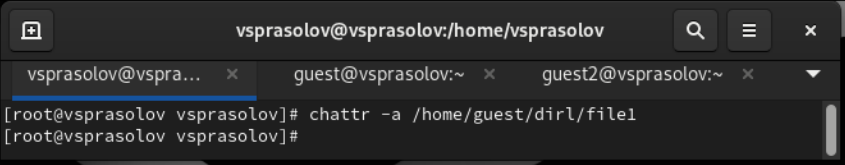 vsprasolov@vsprasolov:/home/vsprasolov
vsprasolov@vspra... × guest@vsprasolov:~ × guest2@vsprasolov:~ ×
[root@vsprasolov vsprasolov]# chattr -a /home/guest/dirl/file1
[root@vsprasolov vsprasolov]#